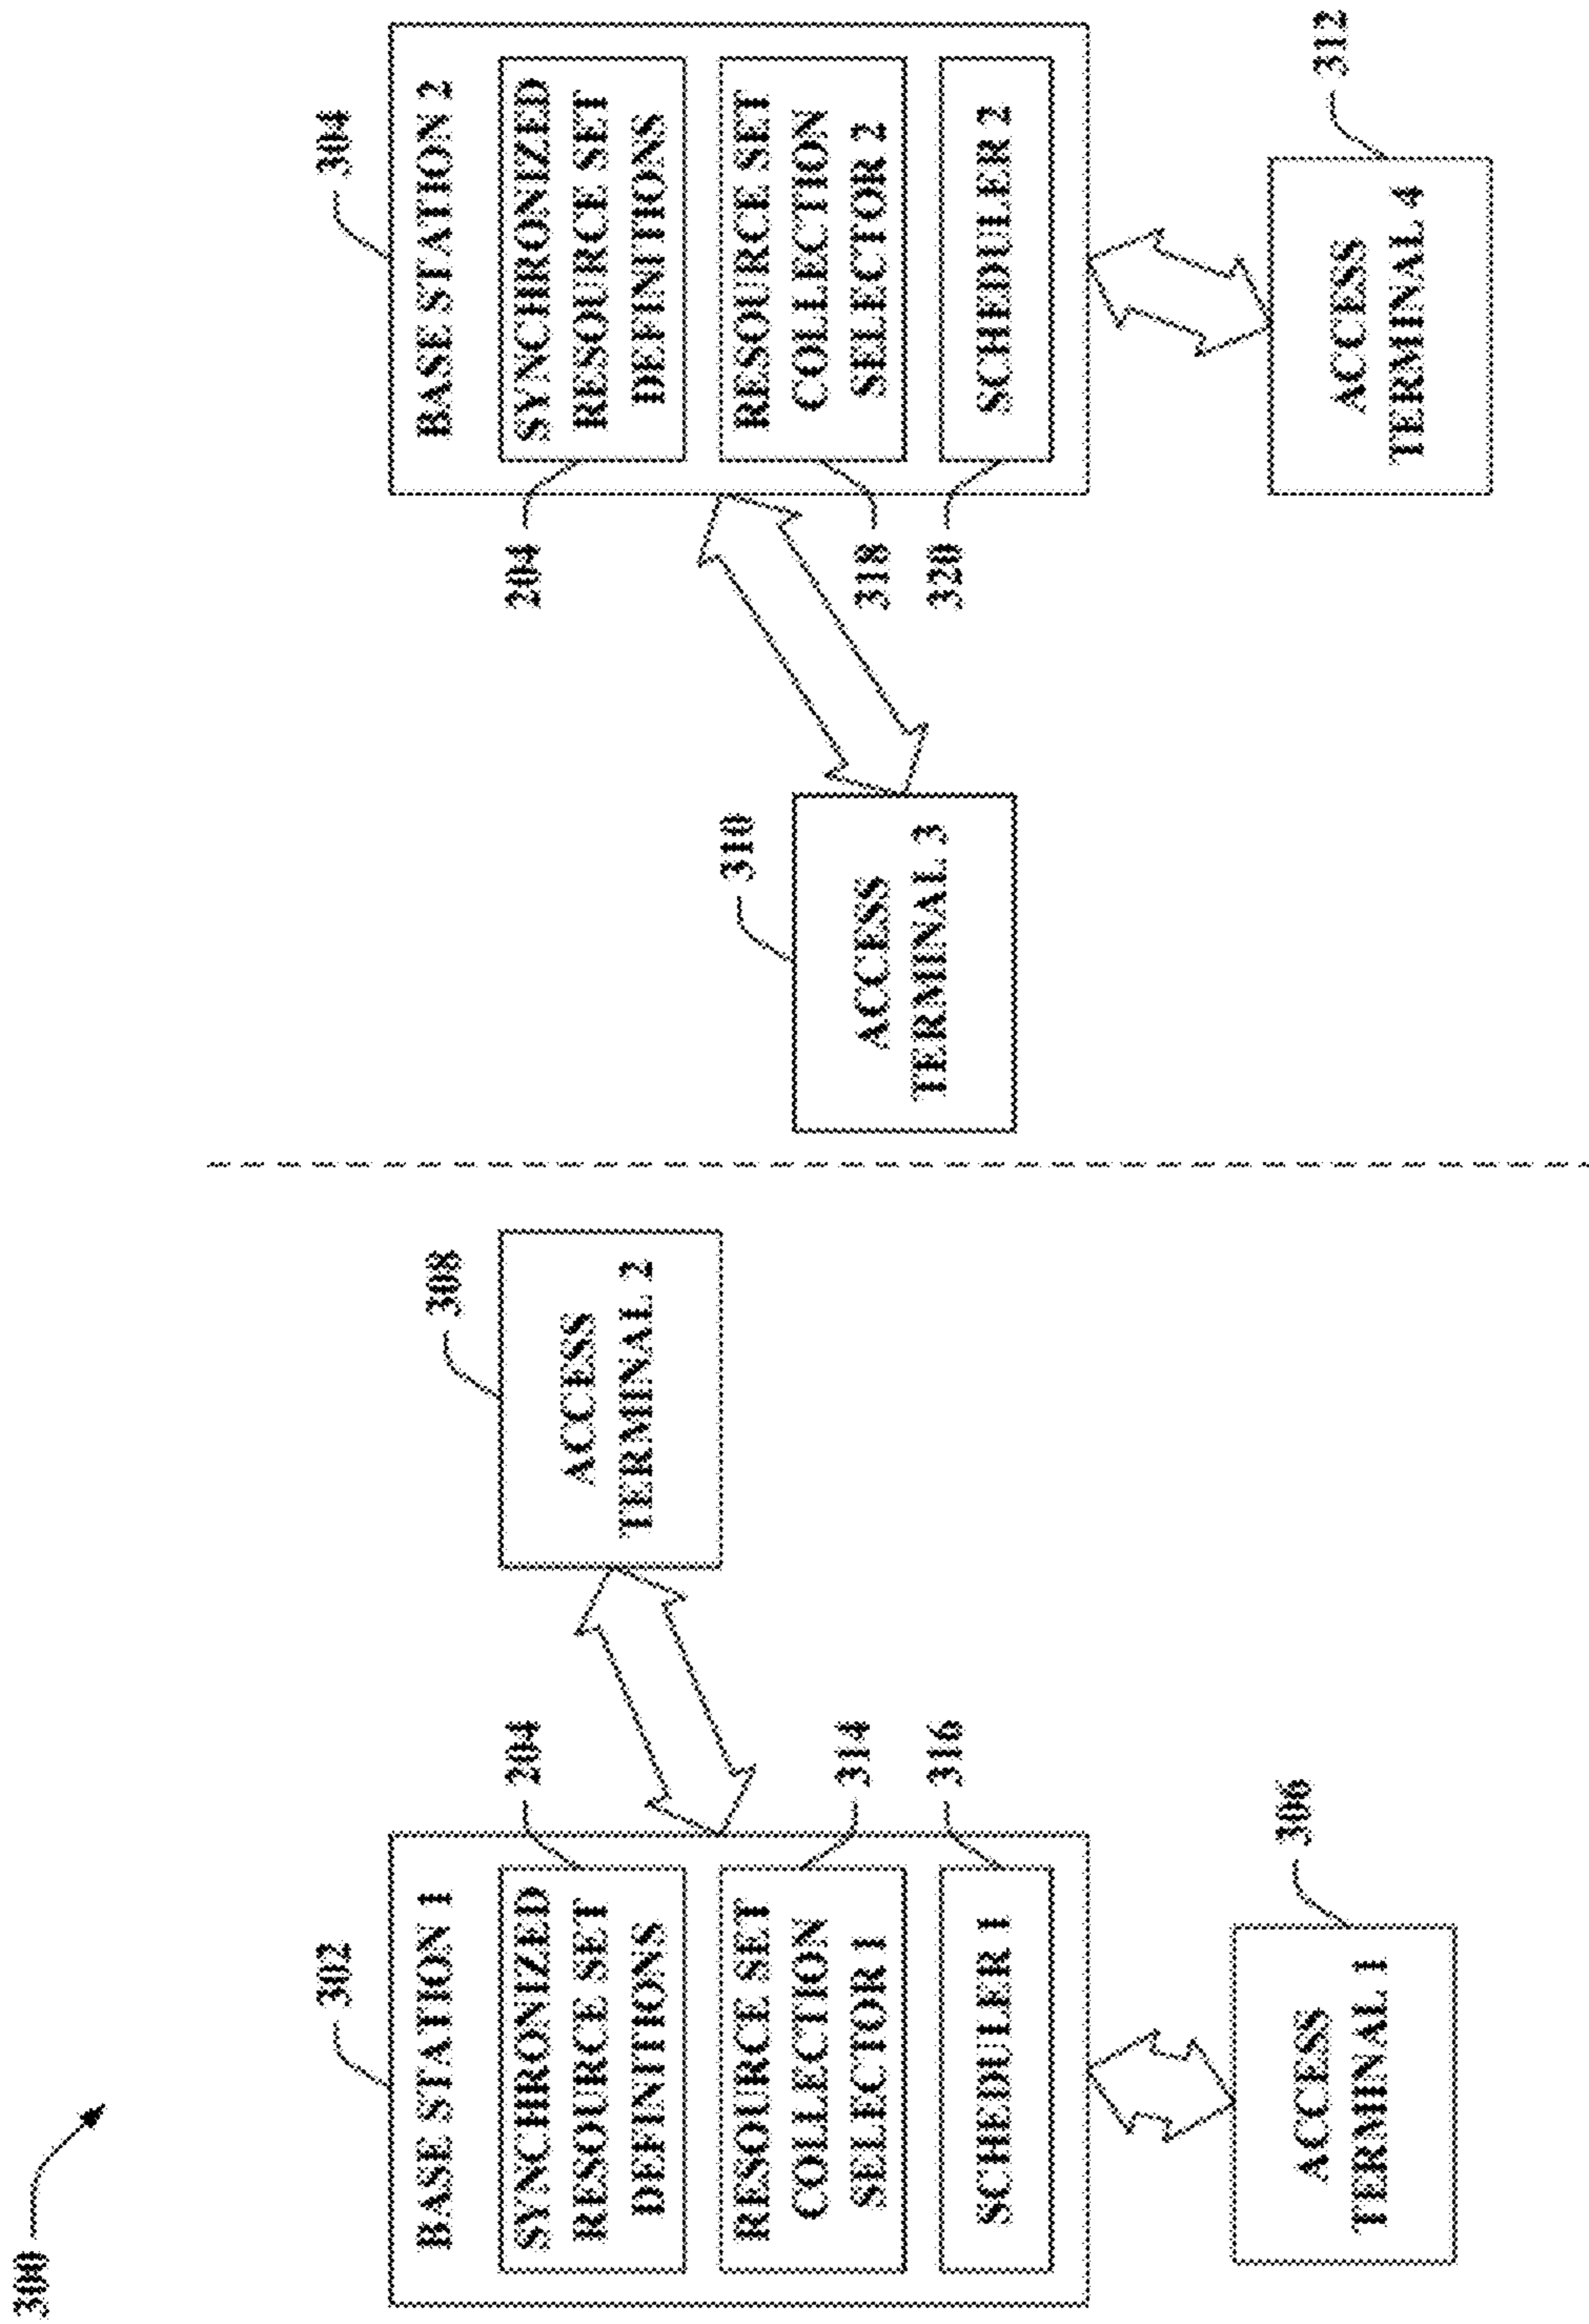 300
302
BASE STATION 1
SYNCHRONIZED
RESOURCE SET
DEFINITIONS
204
RESOURCE SET
COLLECTION
SELECTOR 1
314
SCHEDULER 1
316
ACCESS
TERMINAL 1
306
308
ACCESS
TERMINAL 2
310
ACCESS
TERMINAL 3
304
BASE STATION 2
SYNCHRONIZED
RESOURCE SET
DEFINITIONS
204
RESOURCE SET
COLLECTION
SELECTOR 2
318
SCHEDULER 2
320
ACCESS
TERMINAL 4
312